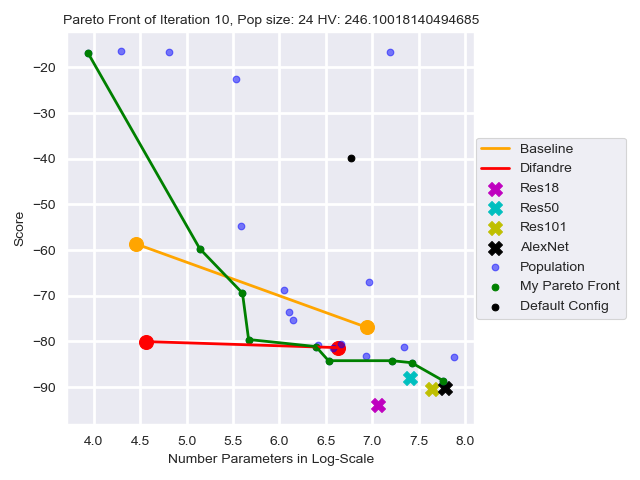 Pareto Front of Iteration 10, Pop size: 24 HV: 246.10018140494685
−20
−30
−40
−50
−60
−70
−80
−90
Score
4.0 4.5 5.0 5.5 6.0 6.5 7.0 7.5 8.0
Number Parameters in Log-Scale
Baseline
Difandre
Res18
Res50
Res101
AlexNet
Population
My Pareto Front
Default Config